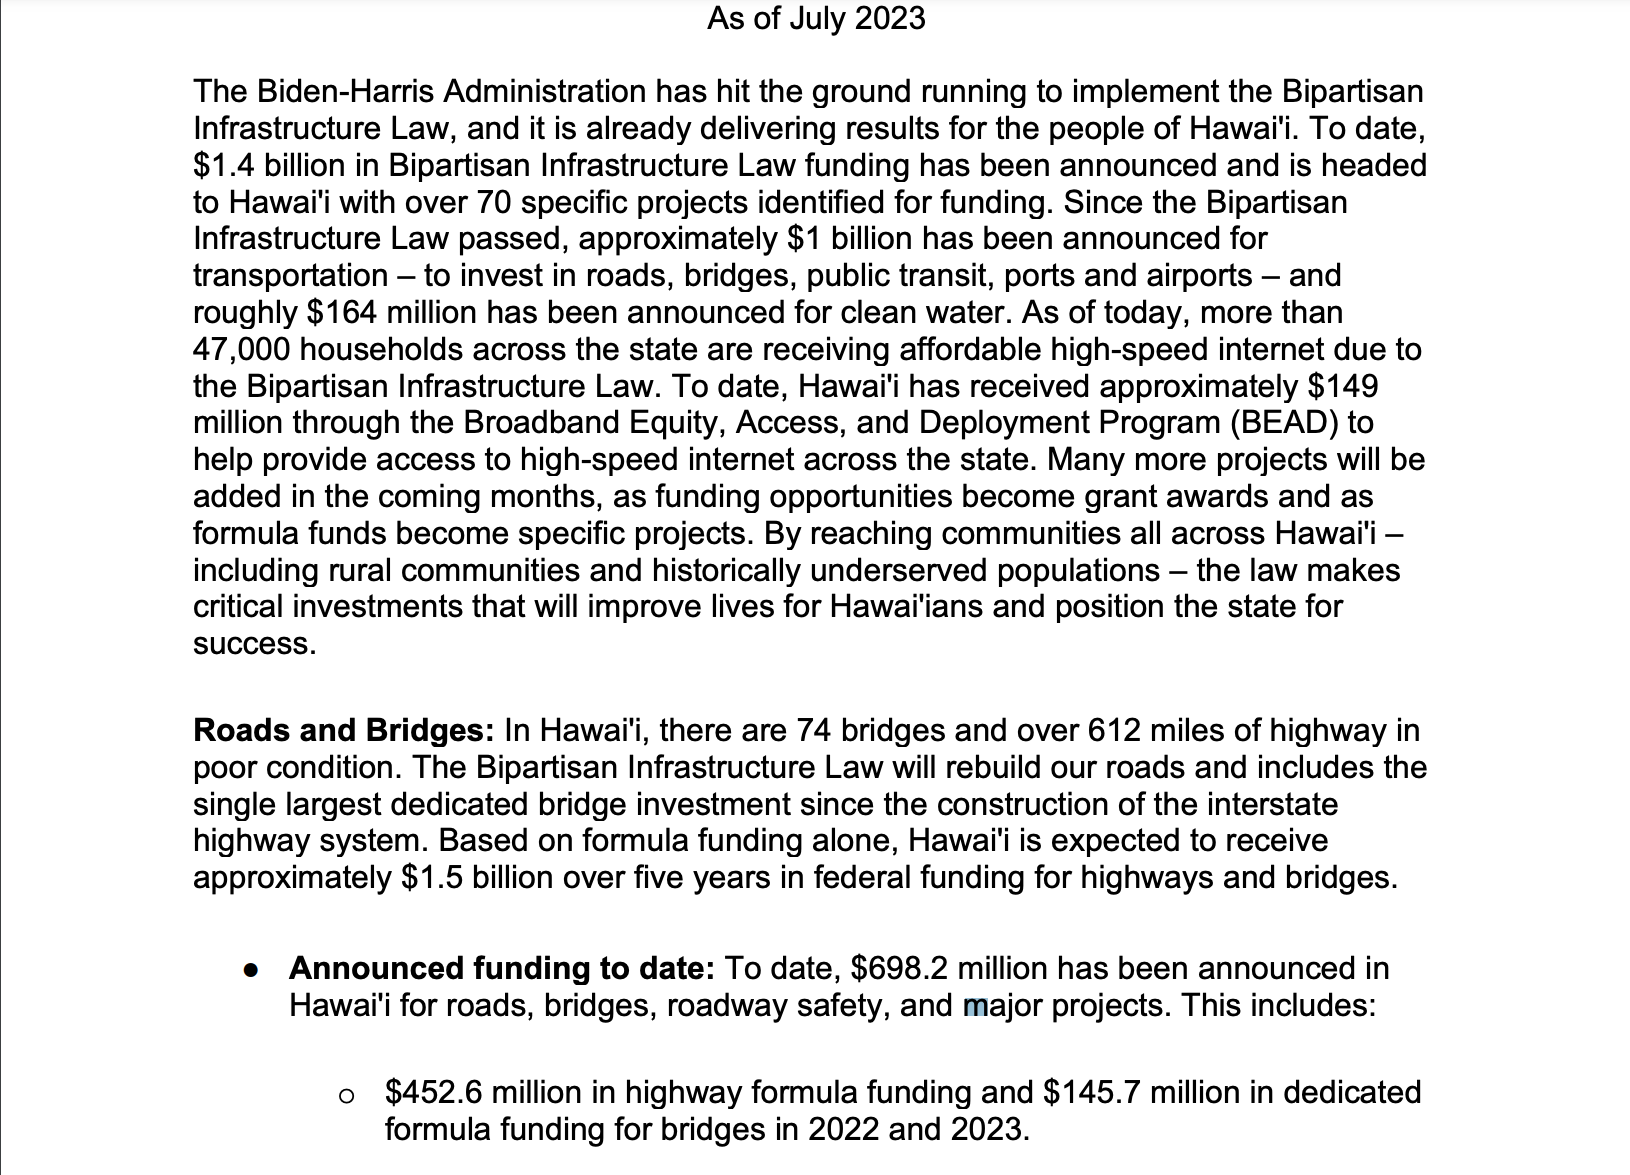 As of July 2023
The Biden-Harris Administration has hit the ground running to implement the Bipartisan
Infrastructure Law, and it is already delivering results for the people of Hawai'i. To date,
$1.4 billion in Bipartisan Infrastructure Law funding has been announced and is headed
to Hawai'i with over 70 specific projects identified for funding. Since the Bipartisan
Infrastructure Law passed, approximately $1 billion has been announced for
transportation – to invest in roads, bridges, public transit, ports and airports – and
roughly $164 million has been announced for clean water. As of today, more than
47,000 households across the state are receiving affordable high-speed internet due to
the Bipartisan Infrastructure Law. To date, Hawai'i has received approximately $149
million through the Broadband Equity, Access, and Deployment Program (BEAD) to
help provide access to high-speed internet across the state. Many more projects will be
added in the coming months, as funding opportunities become grant awards and as
formula funds become specific projects. By reaching communities all across Hawai'i –
including rural communities and historically underserved populations – the law makes
critical investments that will improve lives for Hawai'ians and position the state for
success.
Roads and Bridges: In Hawai'i, there are 74 bridges and over 612 miles of highway in
poor condition. The Bipartisan Infrastructure Law will rebuild our roads and includes the
single largest dedicated bridge investment since the construction of the interstate
highway system. Based on formula funding alone, Hawai'i is expected to receive
approximately $1.5 billion over five years in federal funding for highways and bridges.
● Announced funding to date: To date, $698.2 million has been announced in
Hawai'i for roads, bridges, roadway safety, and major projects. This includes:
○ $452.6 million in highway formula funding and $145.7 million in dedicated
formula funding for bridges in 2022 and 2023.